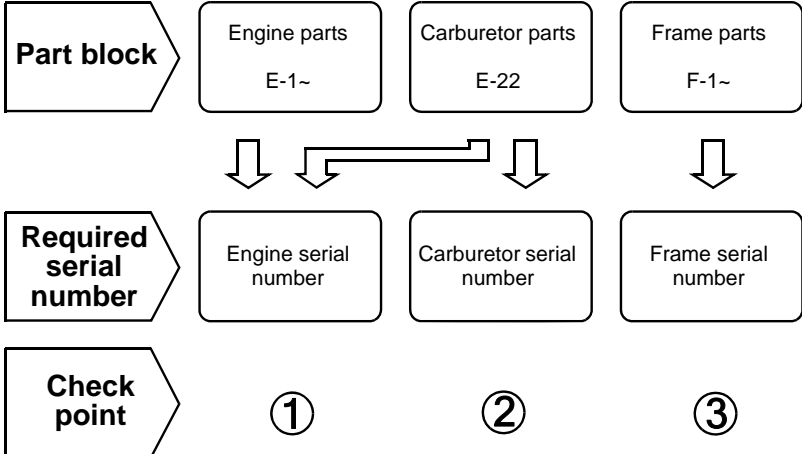 Part block
Engine parts
E-1~
Carburetor parts
E-22
Frame parts
F-1~
Required
serial
number
Engine serial
number
Carburetor serial
number
Frame serial
number
Check
point
①
②
③